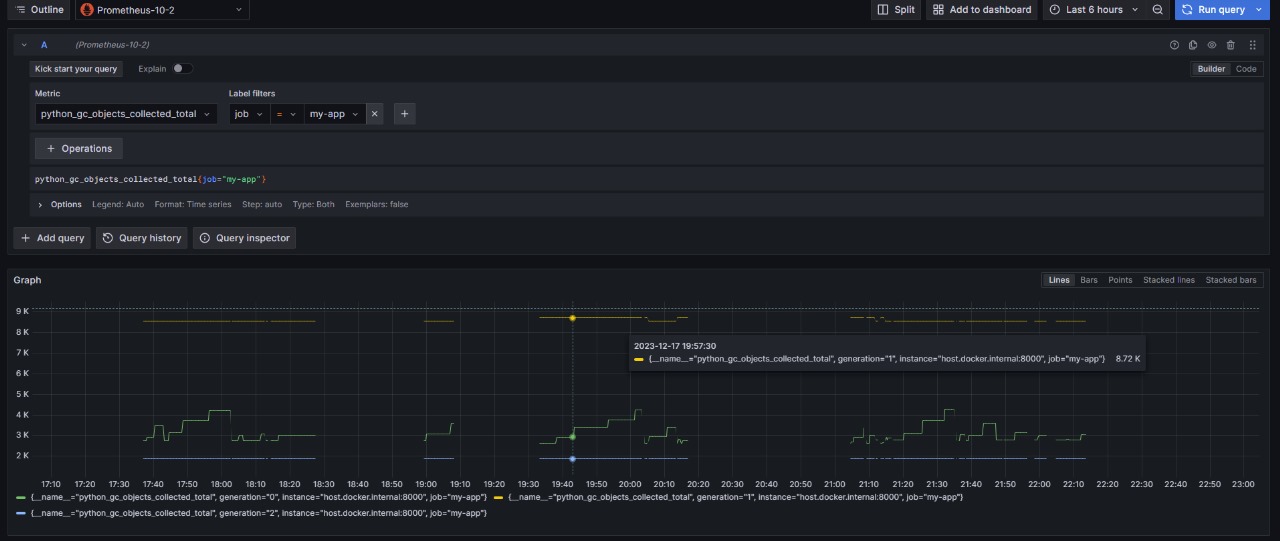 Outline Prometheus-10-2 Split Add to dashboard Last 6 hours Run query
A (Prometheus-10-2)
Kick start your query Explain Builder Code
Metric Label filters
python_gc_objects_collected_total job = my-app
Operations
python_gc_objects_collected_total{job="my-app"}
Options Legend: Auto Format: Time series Step: auto Type: Both Exemplars: false
Add query Query history Query inspector
Graph Lines Bars Points Stacked lines Stacked bars
9 K
8 K
7 K
6 K
5 K
4 K
3 K
2 K
2023-12-17 19:57:30
{__name__="python_gc_objects_collected_total", generation="1", instance="host.docker.internal:8000", job="my-app"} 8.72 K
17:10 17:20 17:30 17:40 17:50 18:00 18:10 18:20 18:30 18:40 18:50 19:00 19:10 19:20 19:30 19:40 19:50 20:00 20:10 20:20 20:30 20:40 20:50 21:00 21:10 21:20 21:30 21:40 21:50 22:00 22:10 22:20 22:30 22:40 22:50 23:00
{__name__="python_gc_objects_collected_total", generation="0", instance="host.docker.internal:8000", job="my-app"} {__name__="python_gc_objects_collected_total", generation="1", instance="host.docker.internal:8000", job="my-app"}
{__name__="python_gc_objects_collected_total", generation="2", instance="host.docker.internal:8000", job="my-app"}